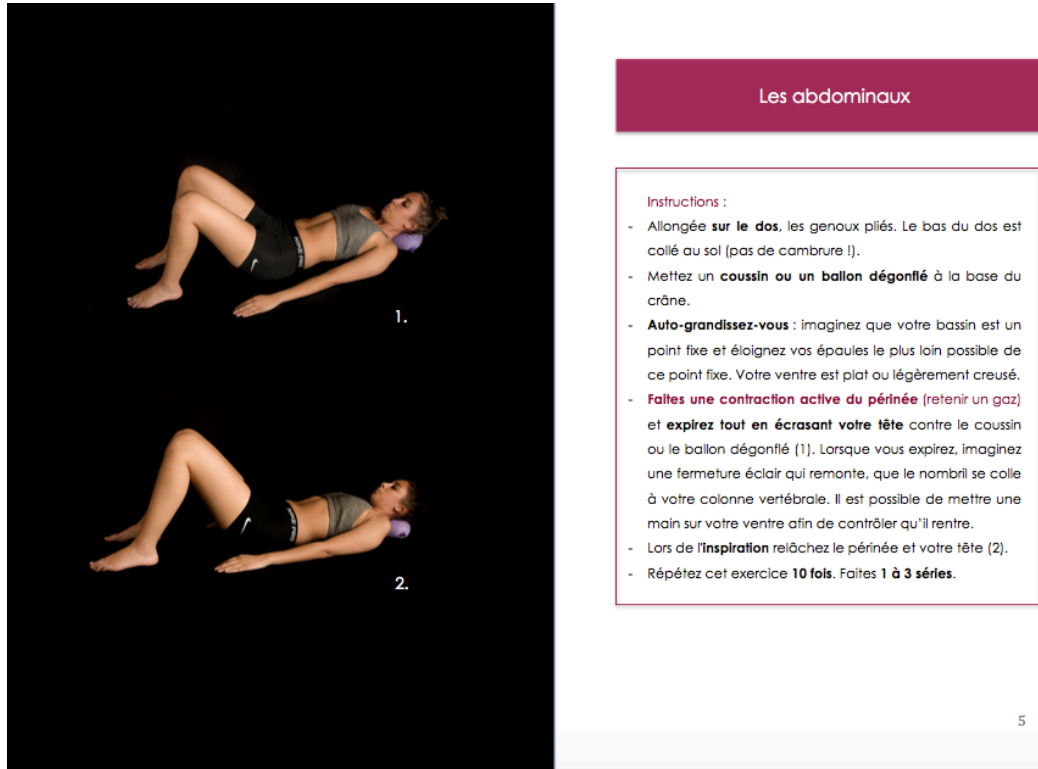 Les abdominaux
Instructions :
- Allongée sur le dos, les genoux pliés. Le bas du dos est
collé au sol (pas de cambrure !).
- Mettez un coussin ou un ballon dégonflé à la base du
crâne.
- Auto-grandissez-vous : imaginez que votre bassin est un
point fixe et éloignez vos épaules le plus loin possible de
ce point fixe. Votre ventre est plat ou légèrement creusé.
- Faites une contraction active du périnée (retenir un gaz)
et expirez tout en écrasant votre tête contre le coussin
ou le ballon dégonflé (1). Lorsque vous expirez, imaginez
une fermeture éclair qui remonte, que le nombril se colle
à votre colonne vertébrale. Il est possible de mettre une
main sur votre ventre afin de contrôler qu'il rentre.
- Lors de l'inspiration relâchez le périnée et votre tête (2).
- Répétez cet exercice 10 fois. Faites 1 à 3 séries.
1.
2.
5